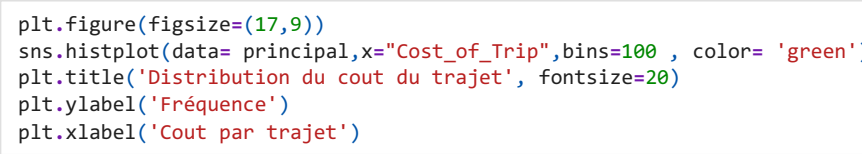 plt.figure(figsize=(17,9))
sns.histplot(data= principal,x="Cost_of_Trip",bins=100 , color= 'green')
plt.title('Distribution du cout du trajet', fontsize=20)
plt.ylabel('Fréquence')
plt.xlabel('Cout par trajet')